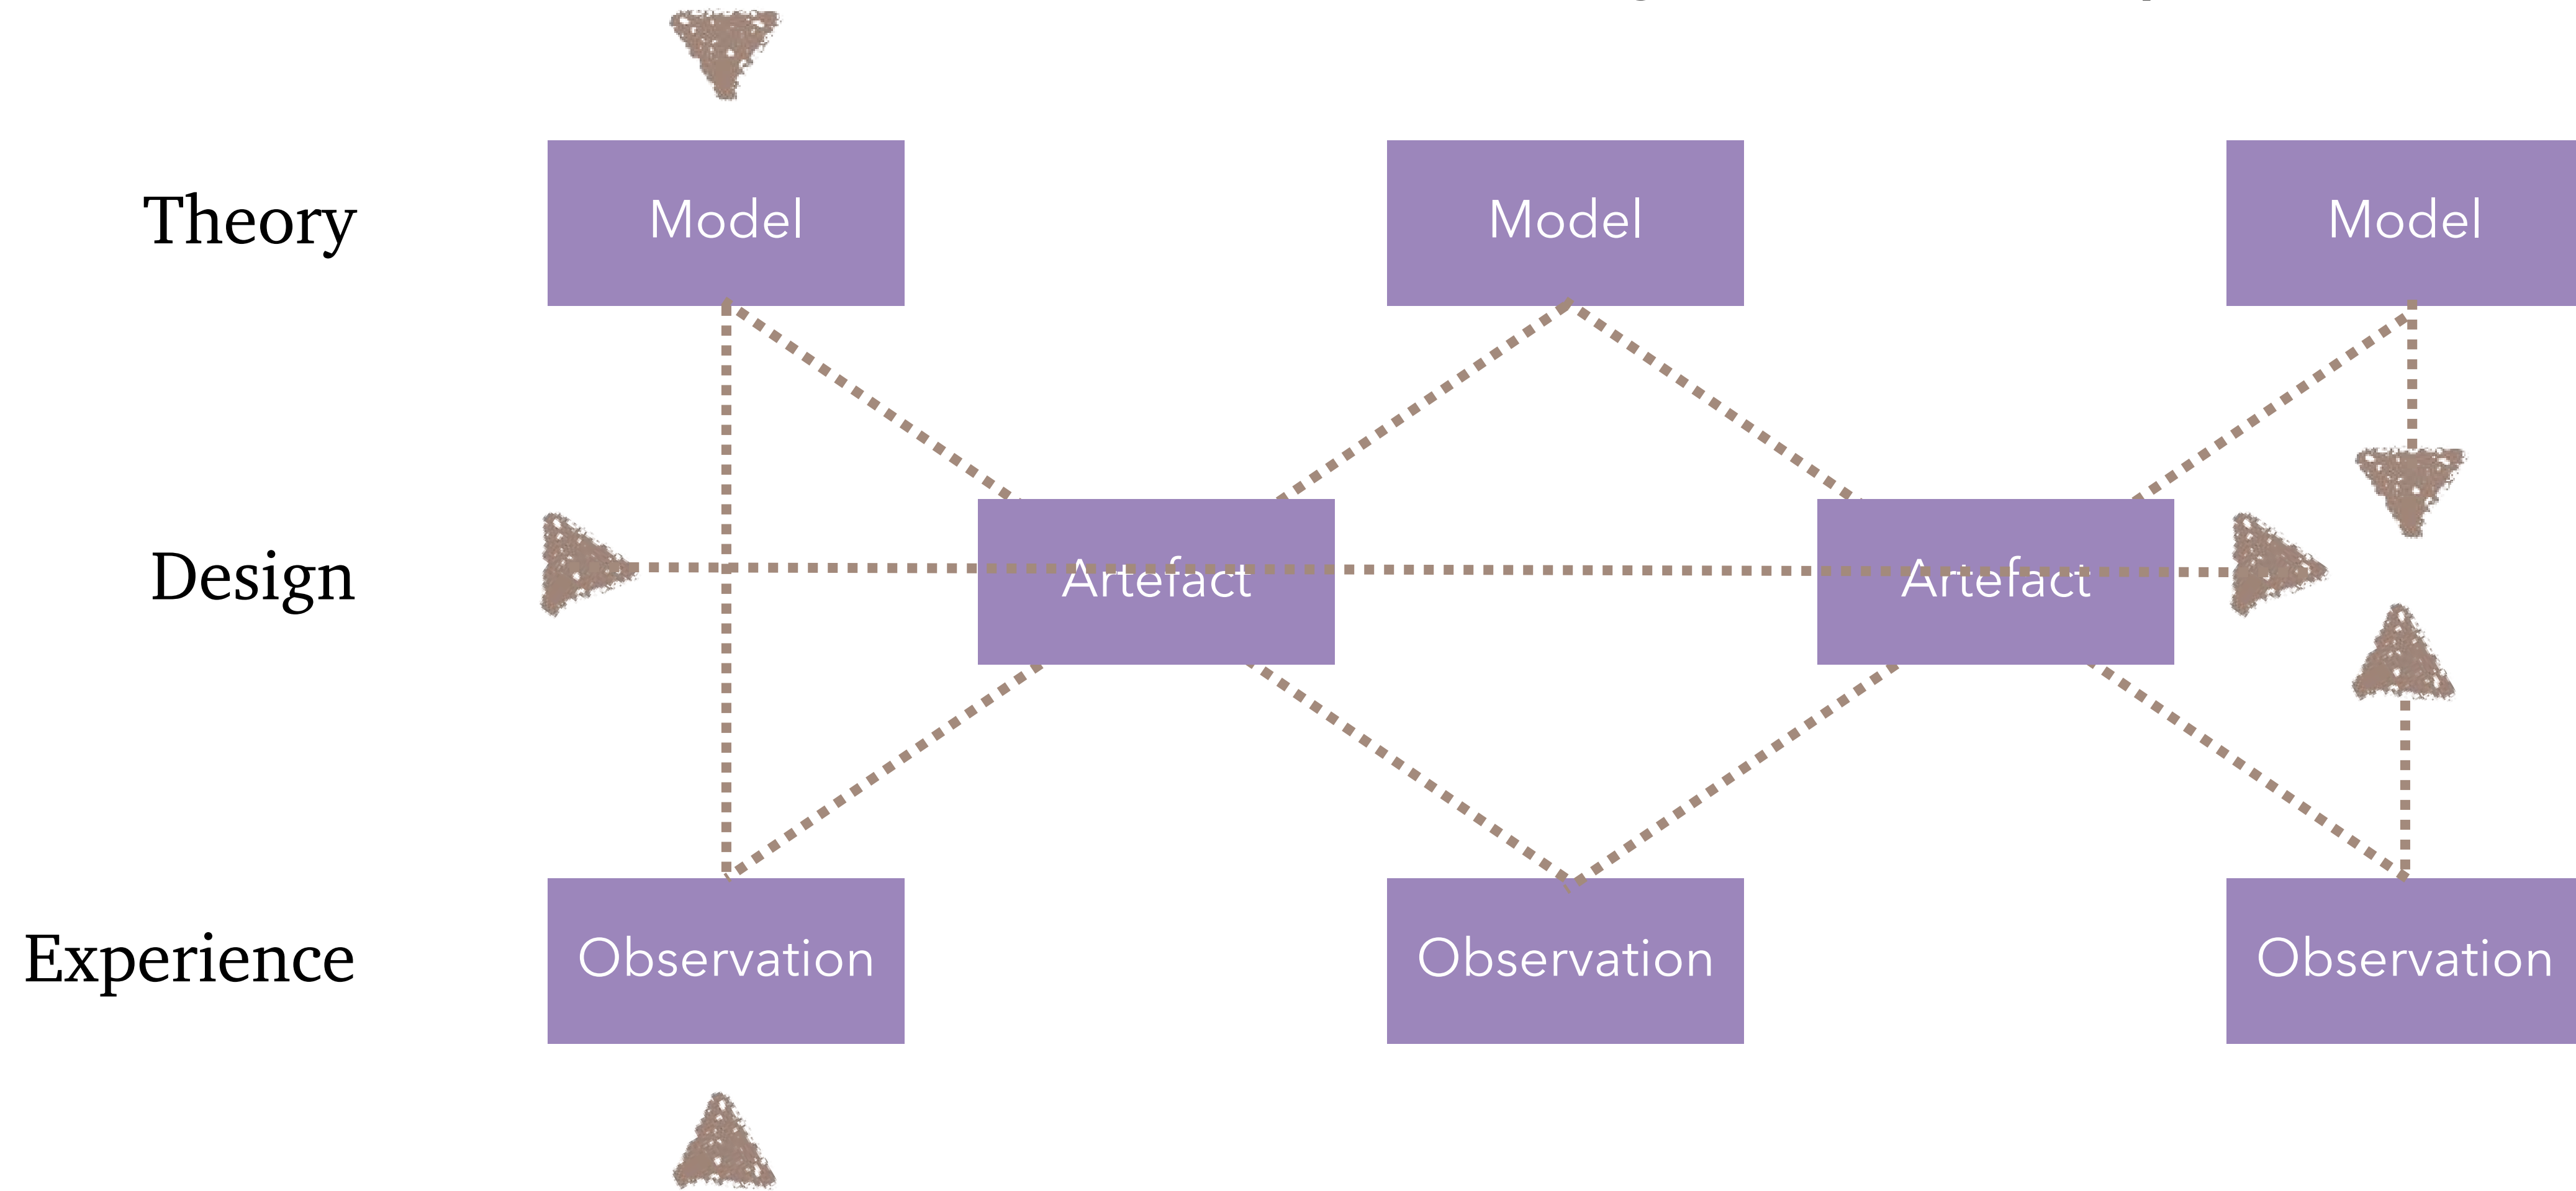 Theory Model Model Model
Design Artefact Artefact
Experience Observation Observation Observation